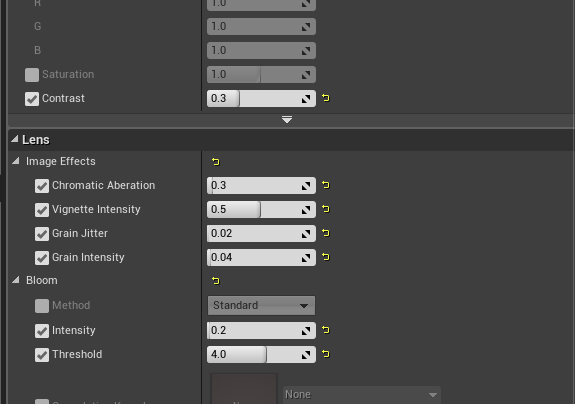 R 1.0
G 1.0
B 1.0
Saturation 1.0
Contrast 0.3
Lens
Image Effects
Chromatic Aberation 0.3
Vignette Intensity 0.5
Grain Jitter 0.02
Grain Intensity 0.04
Bloom
Method Standard
Intensity 0.2
Threshold 4.0
None